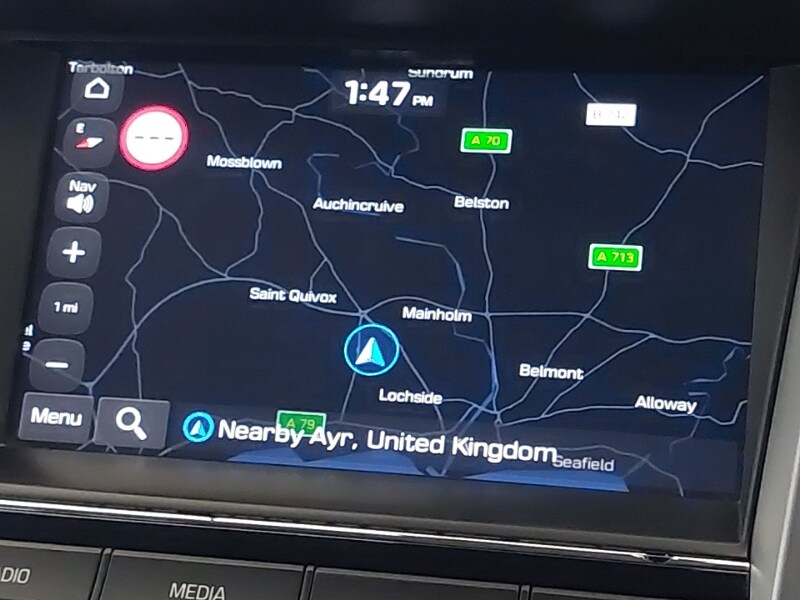 Tarbolton
Sundrum
1:47 PM
E
---
A 70
Mossblown
Nav
Auchincruive
Belston
A 713
Saint Quivox
1 mi
Mainholm
Belmont
Lochside
Alloway
Menu
A 79
Nearby Ayr, United Kingdom
Seafield
MEDIA